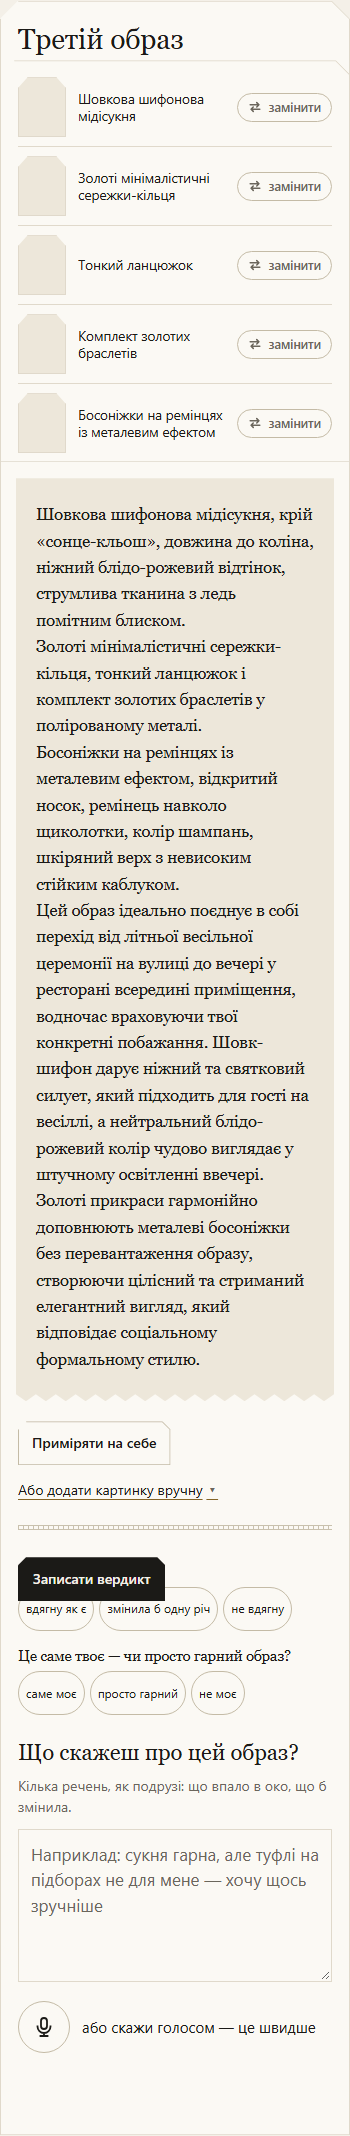 Третій образ
Шовкова шифонова
мідісукня
замінити
Золоті мінімалістичні
сережки-кільця
замінити
Тонкий ланцюжок
замінити
Комплект золотих
браслетів
замінити
Босоніжки на ремінцях
із металевим ефектом
замінити
Шовкова шифонова мідісукня, крій
«сонце-кльош», довжина до коліна,
ніжний блідо-рожевий відтінок,
струмлива тканина з ледь
помітним блиском.
Золоті мінімалістичні сережки-
кільця, тонкий ланцюжок і
комплект золотих браслетів у
полірованому металі.
Босоніжки на ремінцях із
металевим ефектом, відкритий
носок, ремінець навколо
щиколотки, колір шампань,
шкіряний верх з невисоким
стійким каблуком.
Цей образ ідеально поєднує в собі
перехід від літньої весільної
церемонії на вулиці до вечері у
ресторані всередині приміщення,
водночас враховуючи твої
конкретні побажання. Шовк-
шифон дарує ніжний та святковий
силует, який підходить для гості на
весіллі, а нейтральний блідо-
рожевий колір чудово виглядає у
штучному освітленні ввечері.
Золоті прикраси гармонійно
доповнюють металеві босоніжки
без перевантаження образу,
створюючи цілісний та стриманий
елегантний вигляд, який
відповідає соціальному
формальному стилю.
Приміряти на себе
Або додати картинку вручну
Записати вердикт
вдягну як є
змінила б одну річ
не вдягну
Це саме твоє — чи просто гарний образ?
саме моє
просто гарний
не моє
Що скажеш про цей образ?
Кілька речень, як подрузі: що впало в око, що б
змінила.
Наприклад: сукня гарна, але туфлі на
підборах не для мене — хочу щось
зручніше
або скажи голосом — це швидше